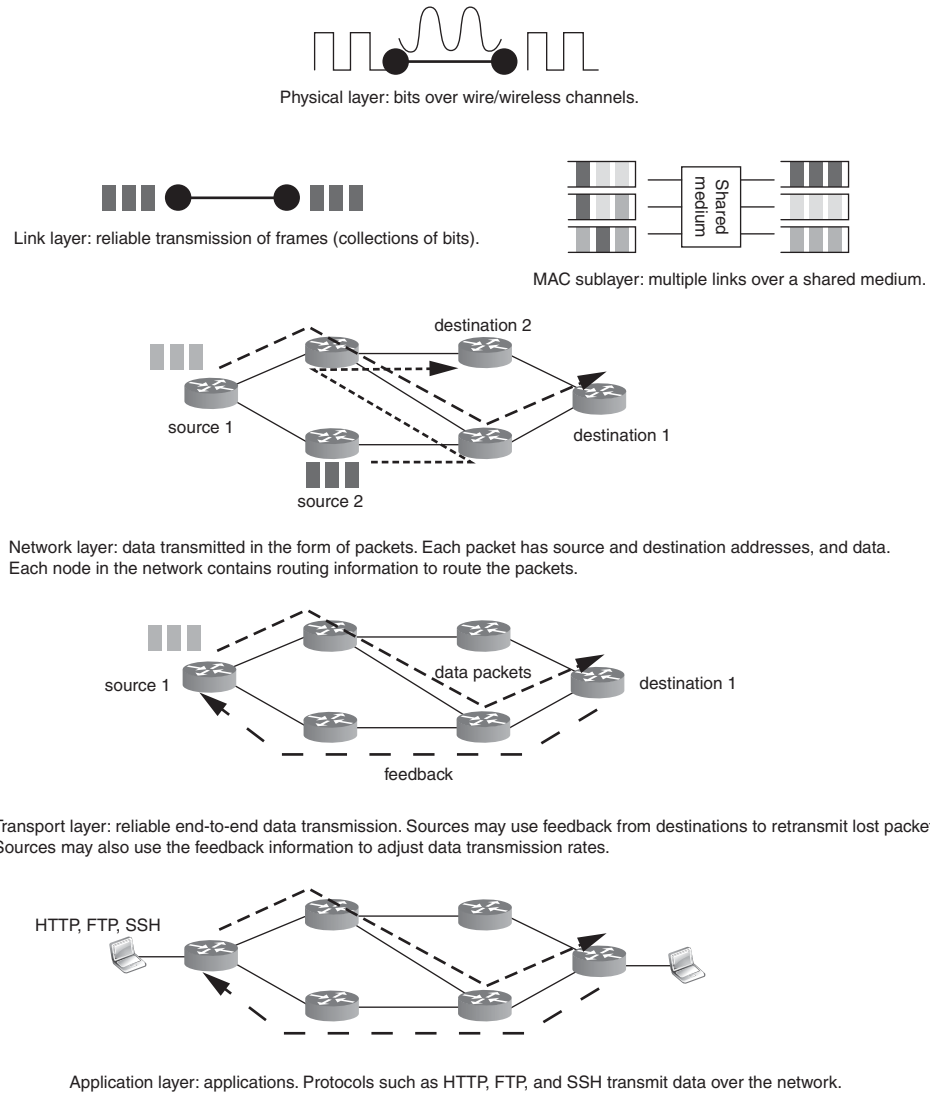 Physical layer: bits over wire/wireless channels.
Shared
medium
Link layer: reliable transmission of frames (collections of bits).
MAC sublayer: multiple links over a shared medium.
destination 2
source 1
destination 1
source 2
Network layer: data transmitted in the form of packets. Each packet has source and destination addresses, and data.
Each node in the network contains routing information to route the packets.
data packets
source 1
destination 1
feedback
Transport layer: reliable end-to-end data transmission. Sources may use feedback from destinations to retransmit lost
Sources may also use the feedback information to adjust data transmission rates.
HTTP, FTP, SSH
Application layer: applications. Protocols such as HTTP, FTP, and SSH transmit data over the network.